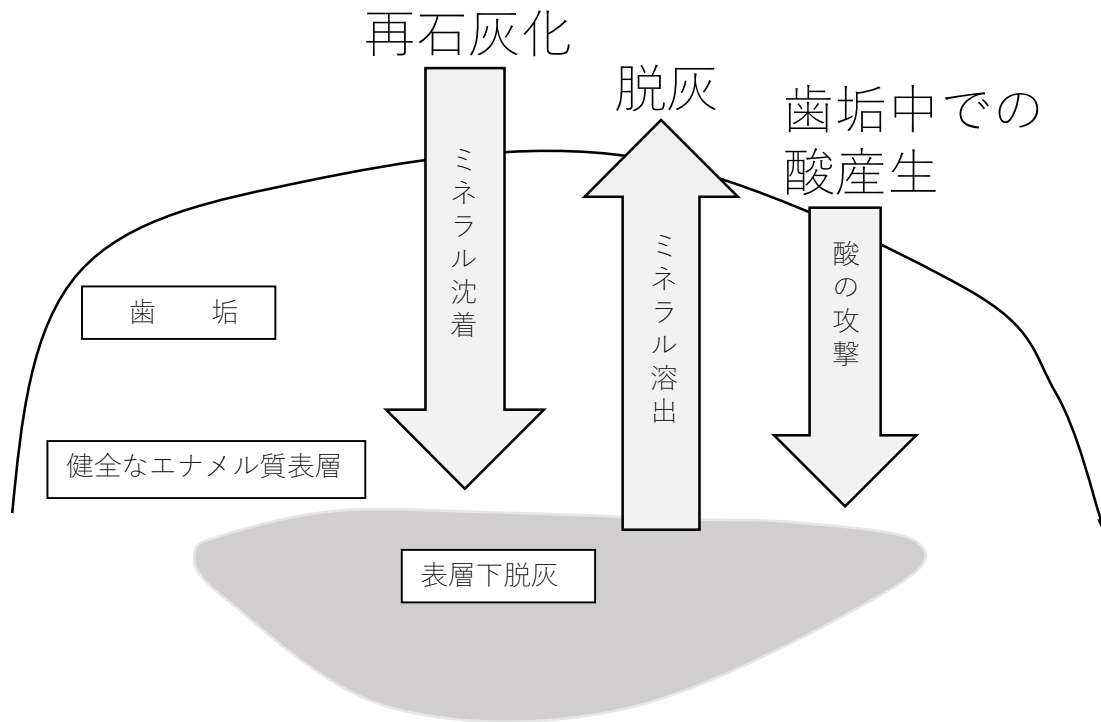 再石灰化
脱灰
歯垢中での
酸産生
ミネラル沈着
ミネラル溶出
酸の攻撃
歯　垢
健全なエナメル質表層
表層下脱灰